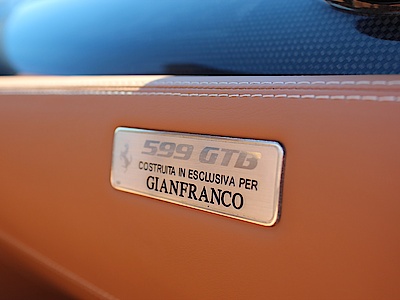 599 GTB
COSTRUITA IN ESCLUSIVA PER
GIANFRANCO